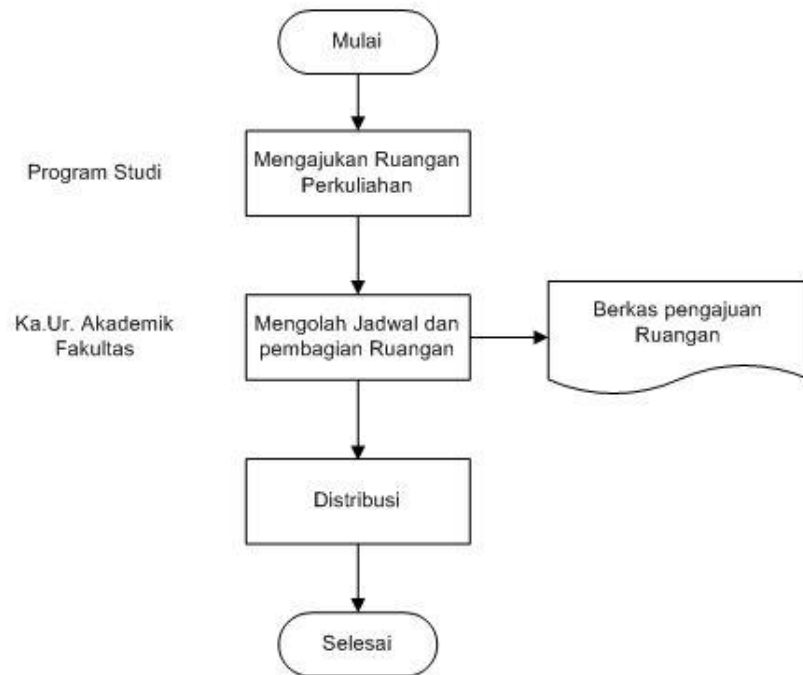 Mulai
Program Studi
Mengajukan Ruangan
Perkuliahan
Ka.Ur. Akademik
Fakultas
Mengolah Jadwal dan
pembagian Ruangan
Berkas pengajuan
Ruangan
Distribusi
Selesai